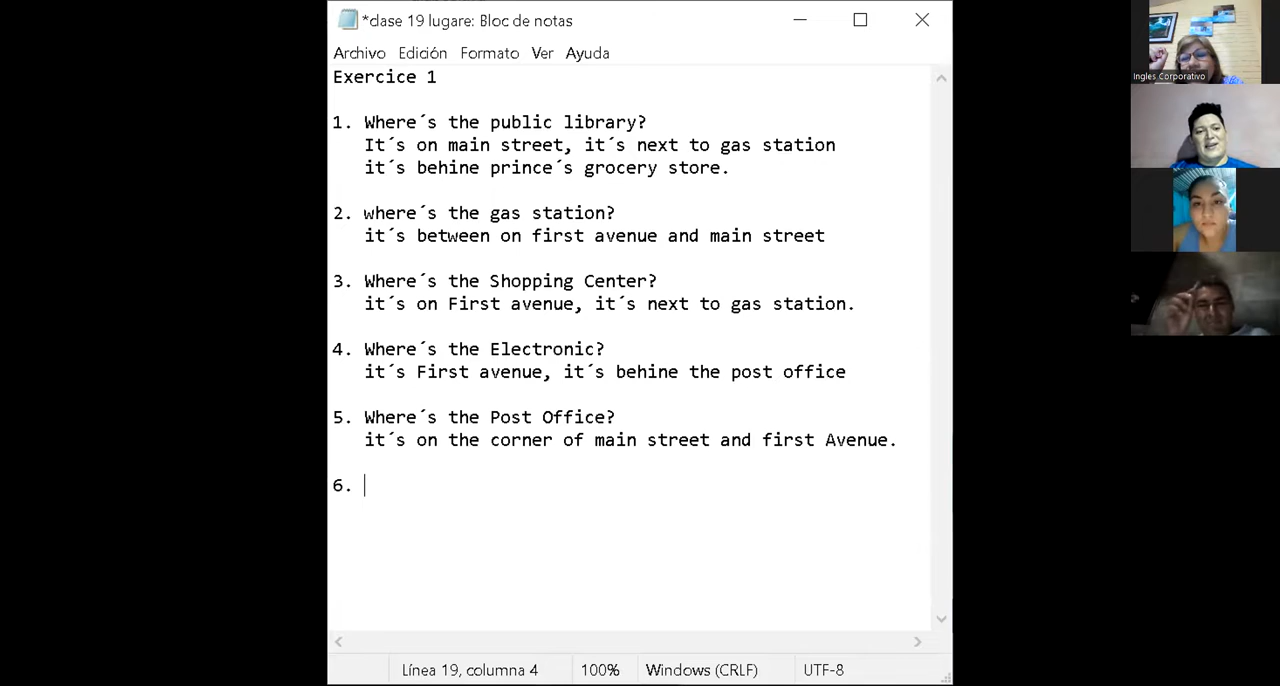 *clase 19 lugare: Bloc de notas
Archivo Edición Formato Ver Ayuda
Exercice 1
1. Where´s the public library?
It´s on main street, it´s next to gas station
it´s behine prince´s grocery store.
2. where´s the gas station?
it´s between on first avenue and main street
3. Where´s the Shopping Center?
it´s on First avenue, it´s next to gas station.
4. Where´s the Electronic?
it´s First avenue, it´s behine the post office
5. Where´s the Post Office?
it´s on the corner of main street and first Avenue.
6.
Línea 19, columna 4 100% Windows (CRLF) UTF-8
Ingles Corporativo